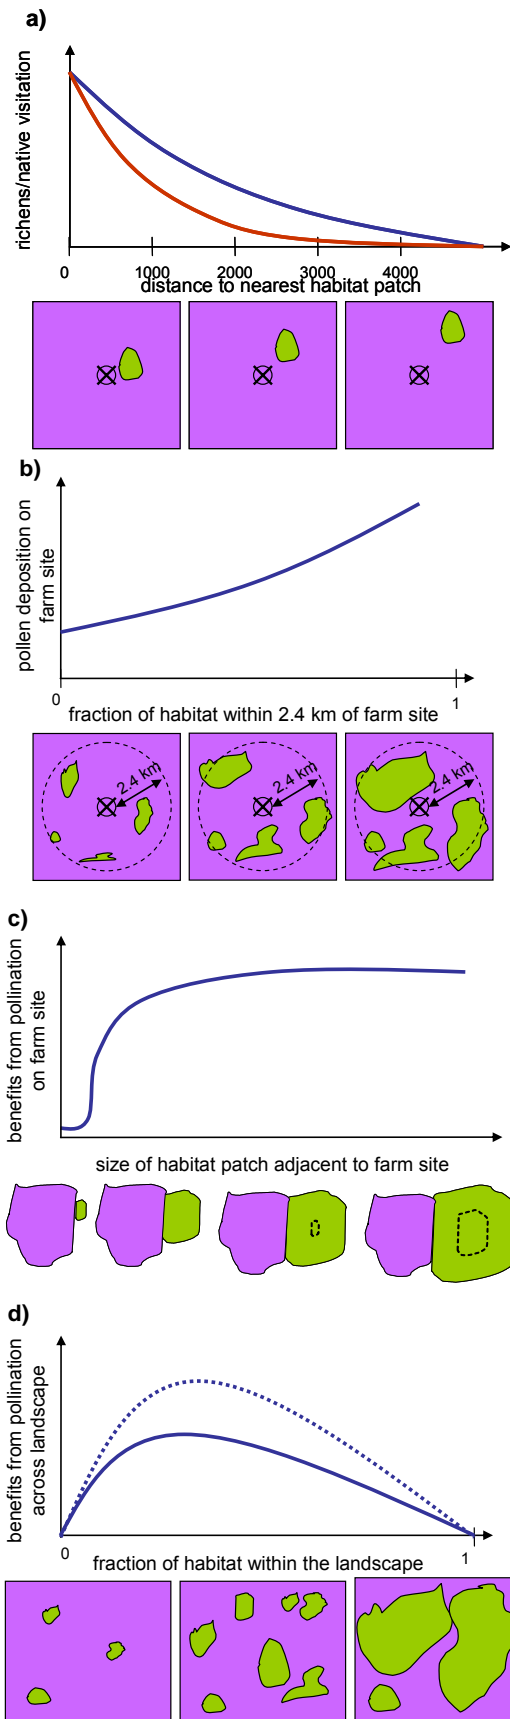 a)
richens/native visitation
0 1000 2000 3000 4000
distance to nearest habitat patch
b)
pollen deposition on
farm site
0 1
fraction of habitat within 2.4 km of farm site
2.4 km 2.4 km 2.4 km
c)
benefits from pollination
on farm site
size of habitat patch adjacent to farm site
d)
benefits from pollination
across landscape
0 1
fraction of habitat within the landscape